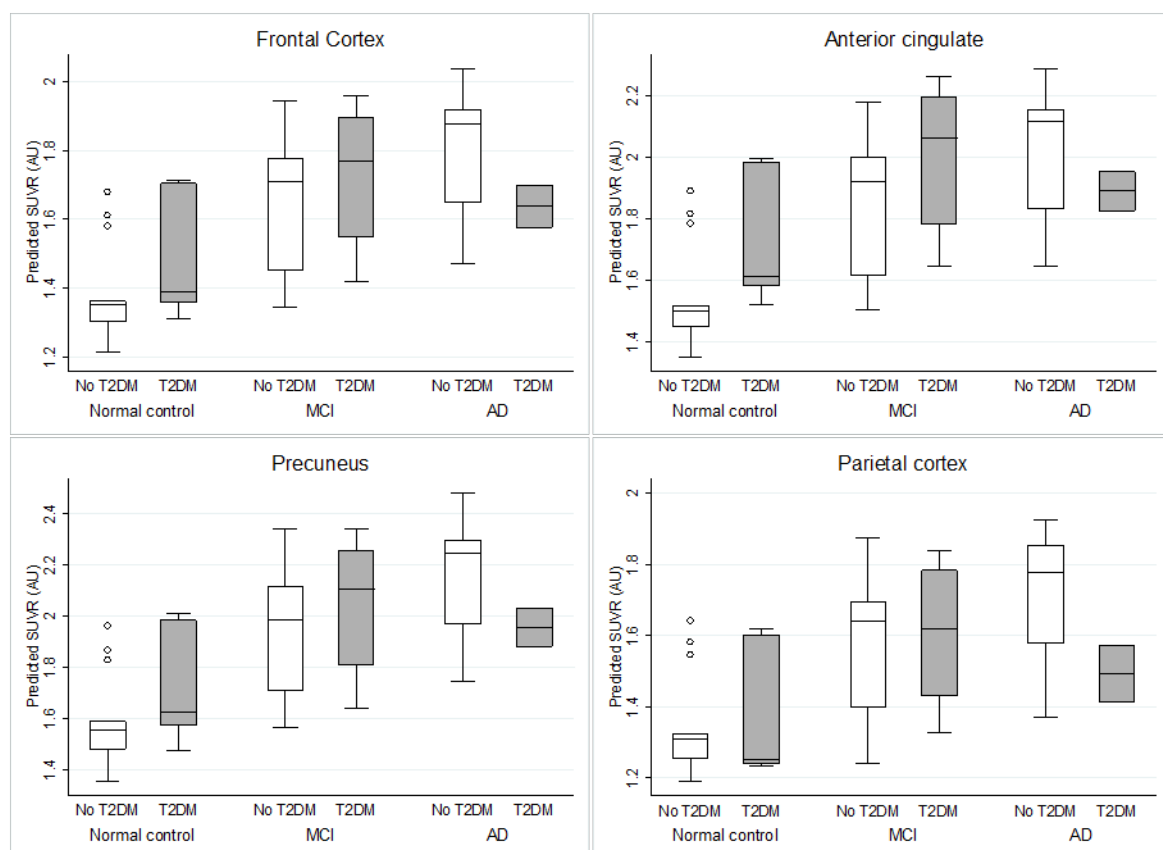 Frontal Cortex
Predicted SUVR (AU)
2
1.8
1.6
1.4
1.2
No T2DM T2DM No T2DM T2DM No T2DM T2DM
Normal control MCI AD
Anterior cingulate
Predicted SUVR (AU)
2.2
2
1.8
1.6
1.4
No T2DM T2DM No T2DM T2DM No T2DM T2DM
Normal control MCI AD
Precuneus
Predicted SUVR (AU)
2.4
2.2
2
1.8
1.6
1.4
No T2DM T2DM No T2DM T2DM No T2DM T2DM
Normal control MCI AD
Parietal cortex
Predicted SUVR (AU)
2
1.8
1.6
1.4
1.2
No T2DM T2DM No T2DM T2DM No T2DM T2DM
Normal control MCI AD